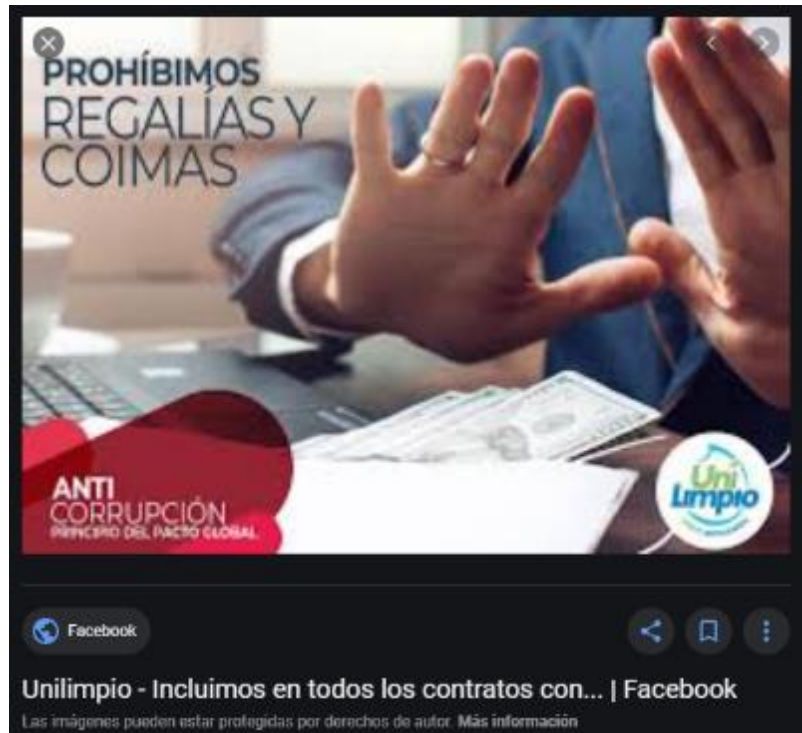 PROHÍBIMOS
REGALÍAS Y
COIMAS
ANTI
CORRUPCIÓN
PRINCIPIO DEL PACTO GLOBAL
Uni
Limpio
Facebook
Unilimpio - Incluimos en todos los contratos con... | Facebook
Las imágenes pueden estar protegidas por derechos de autor. Más información